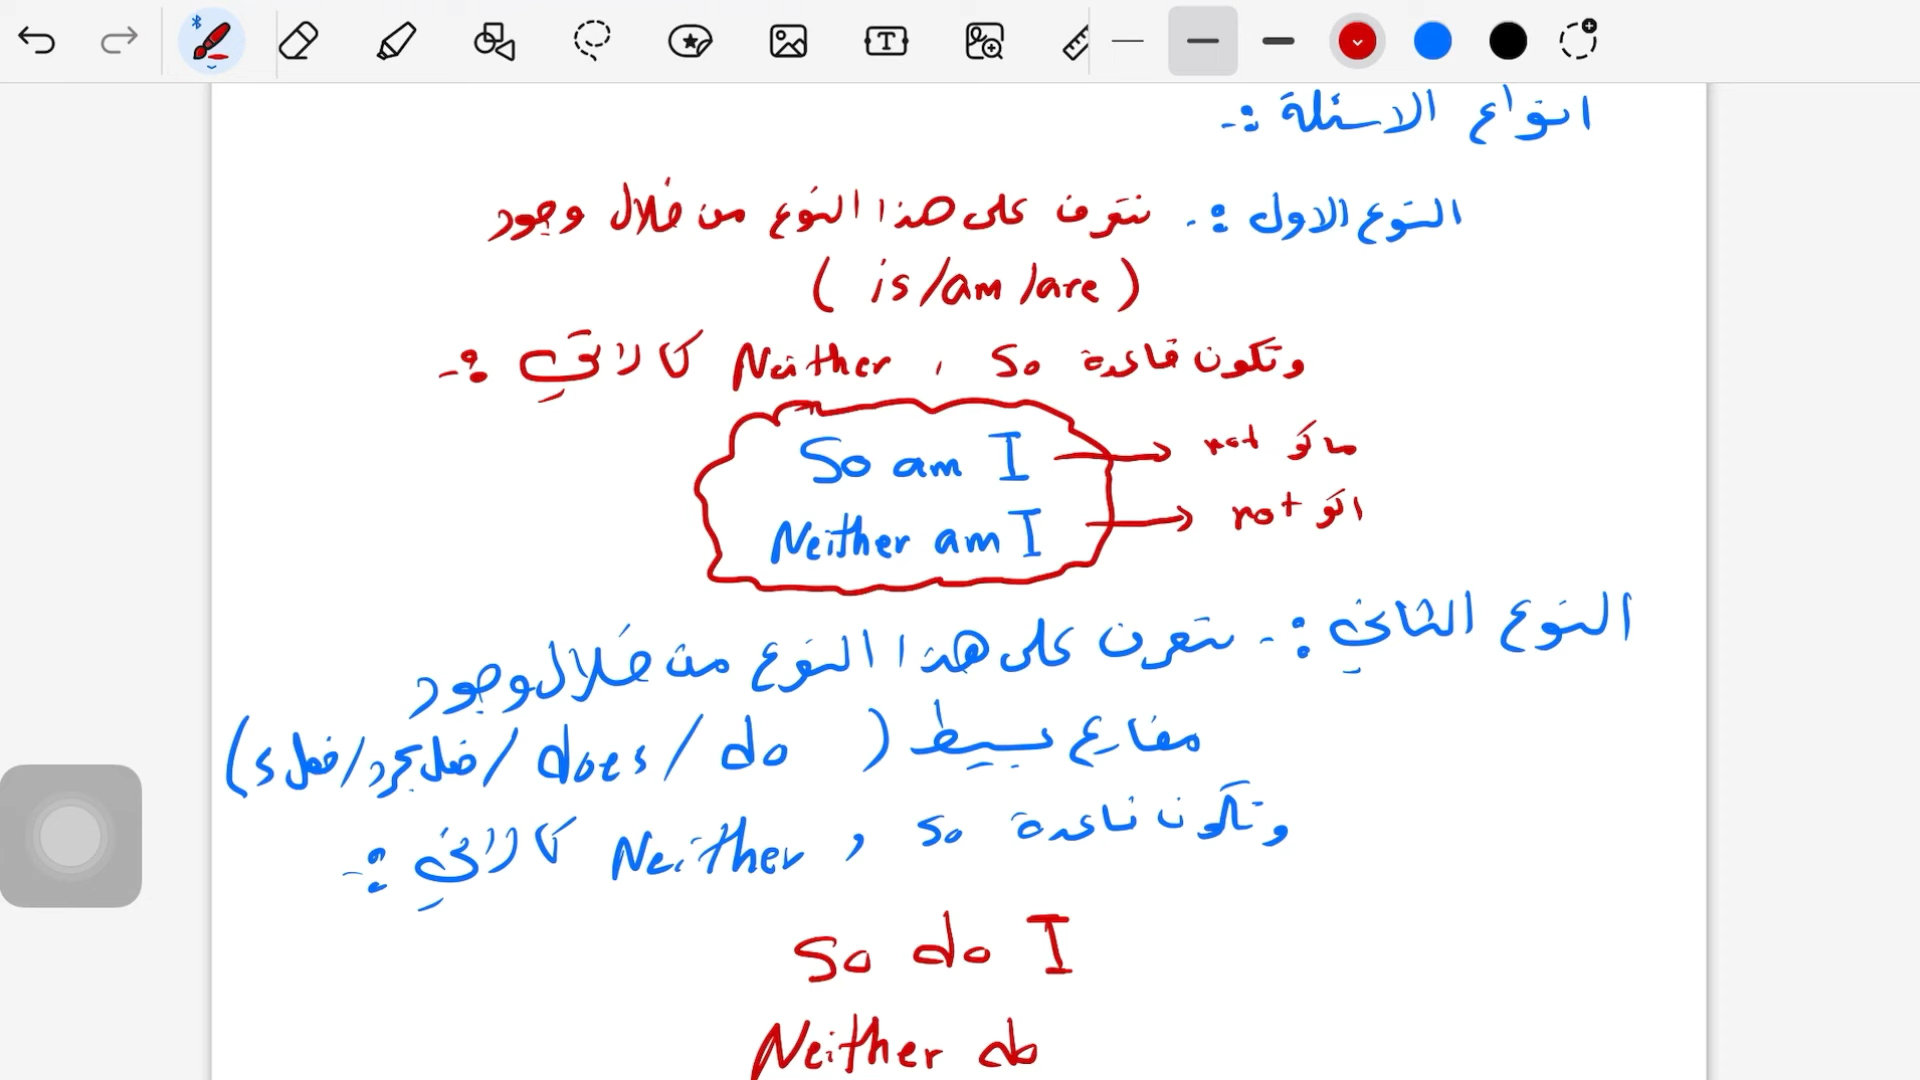 انواع الاسئلة :-
النوع الاول :- نتعرف على هذا النوع من خلال وجود
( is/am/are )
وتكون قاعدة So , Neither كالاتي :-
So am I → not ماكو
Neither am I → not اكو
النوع الثاني :- نتعرف على هذا النوع من خلال وجود
مضارع بسيط ( do / does / فعل مجرد / فعل s )
وتكون قاعدة So , Neither كالاتي :-
So do I
Neither do